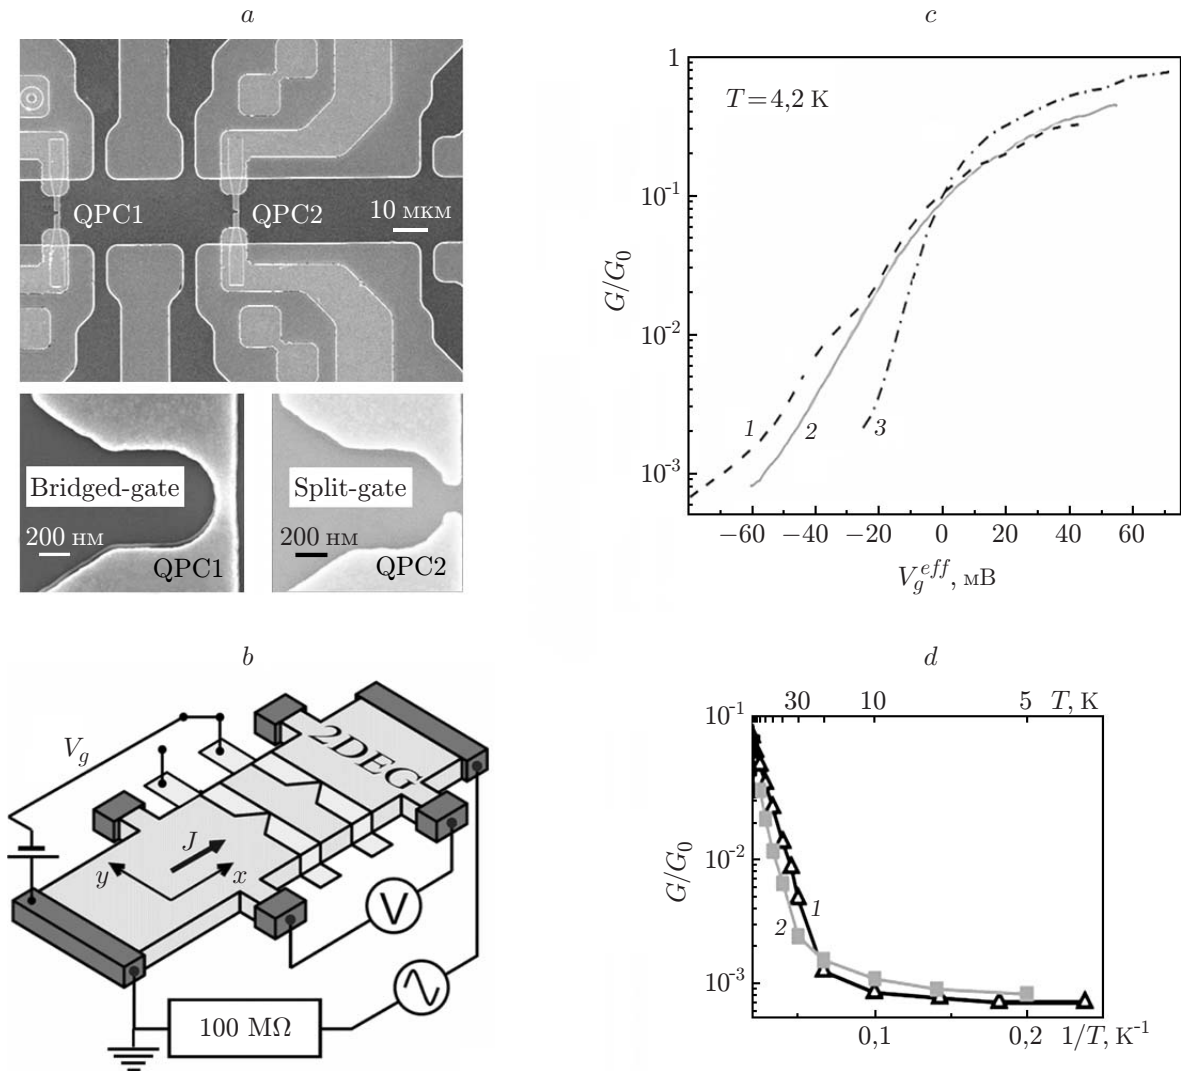 a
QPC1
QPC2
10 мкм
Bridged-gate
200 нм
QPC1
Split-gate
200 нм
QPC2
b
V_g
2DEG
J
y
x
V
100 MΩ
c
T = 4,2 K
G/G_0
1
10^-1
10^-2
10^-3
1
2
3
−60 −40 −20 0 20 40 60
V_g^eff, мВ
d
30 10 5 T, K
G/G_0
10^-1
10^-2
10^-3
1
2
0,1 0,2 1/T, K^-1